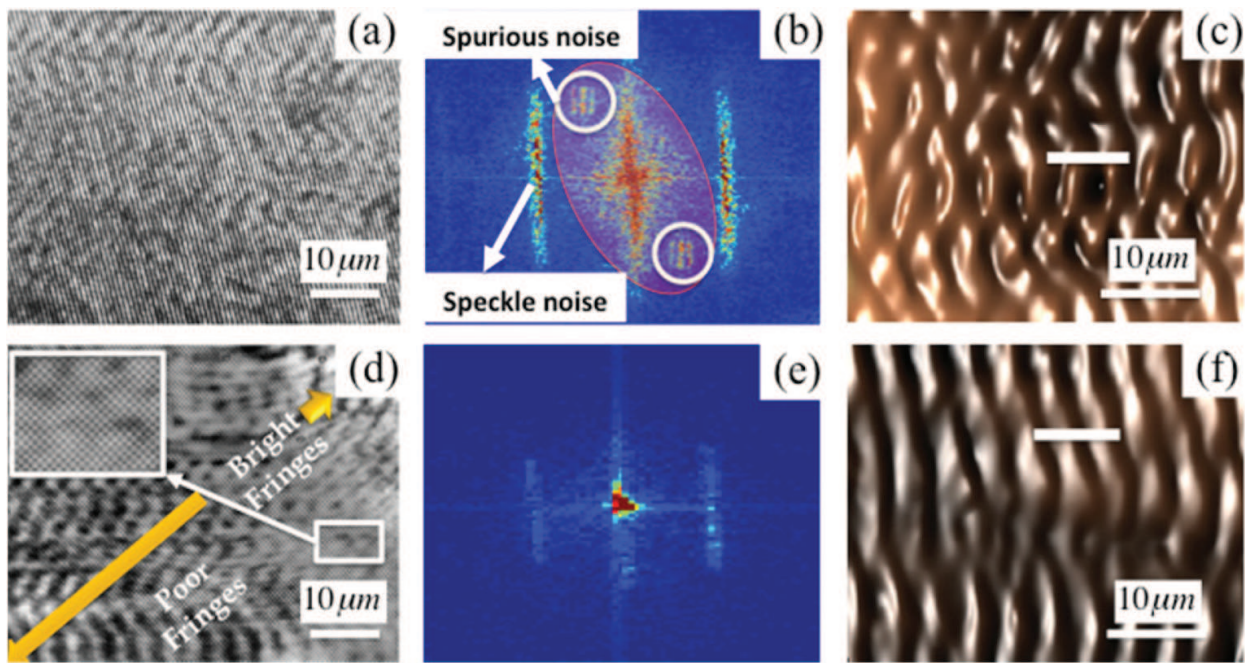 (a)
10 μm
Spurious noise
(b)
Speckle noise
(c)
10 μm
(d)
Bright
Fringes
Poor
Fringes
10 μm
(e)
(f)
10 μm